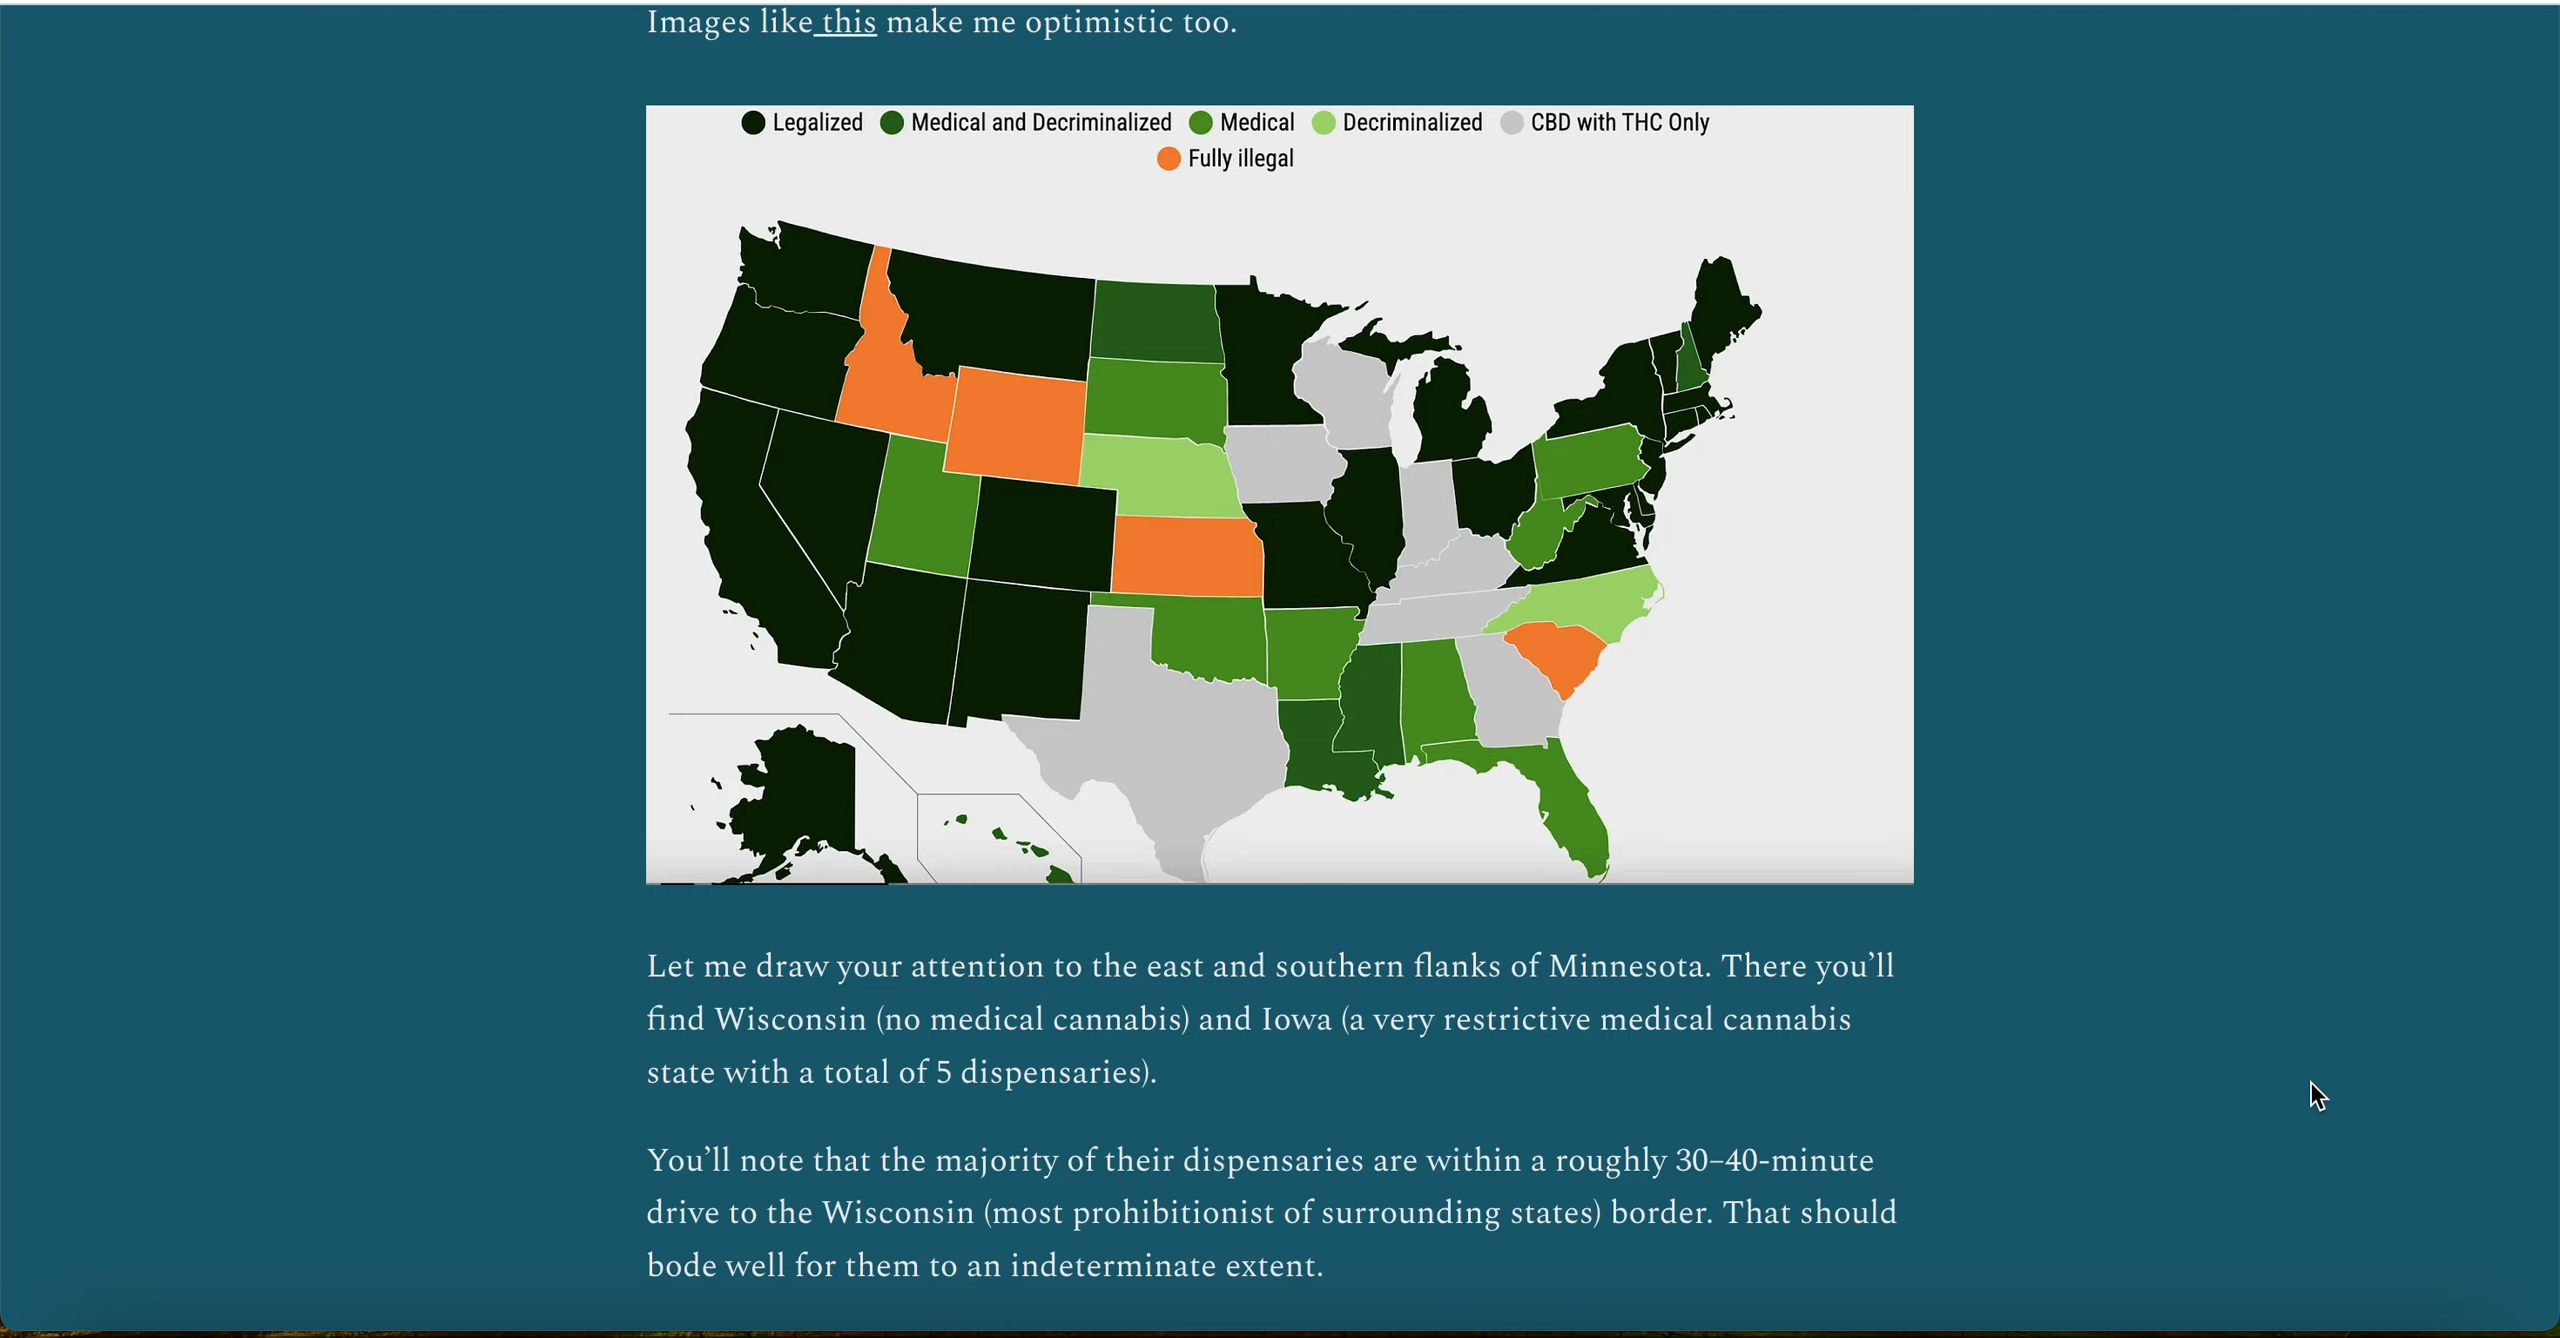 Images like this make me optimistic too.
Legalized Medical and Decriminalized Medical Decriminalized CBD with THC Only
Fully illegal
Let me draw your attention to the east and southern flanks of Minnesota. There you’ll
find Wisconsin (no medical cannabis) and Iowa (a very restrictive medical cannabis
state with a total of 5 dispensaries).
You’ll note that the majority of their dispensaries are within a roughly 30–40-minute
drive to the Wisconsin (most prohibitionist of surrounding states) border. That should
bode well for them to an indeterminate extent.